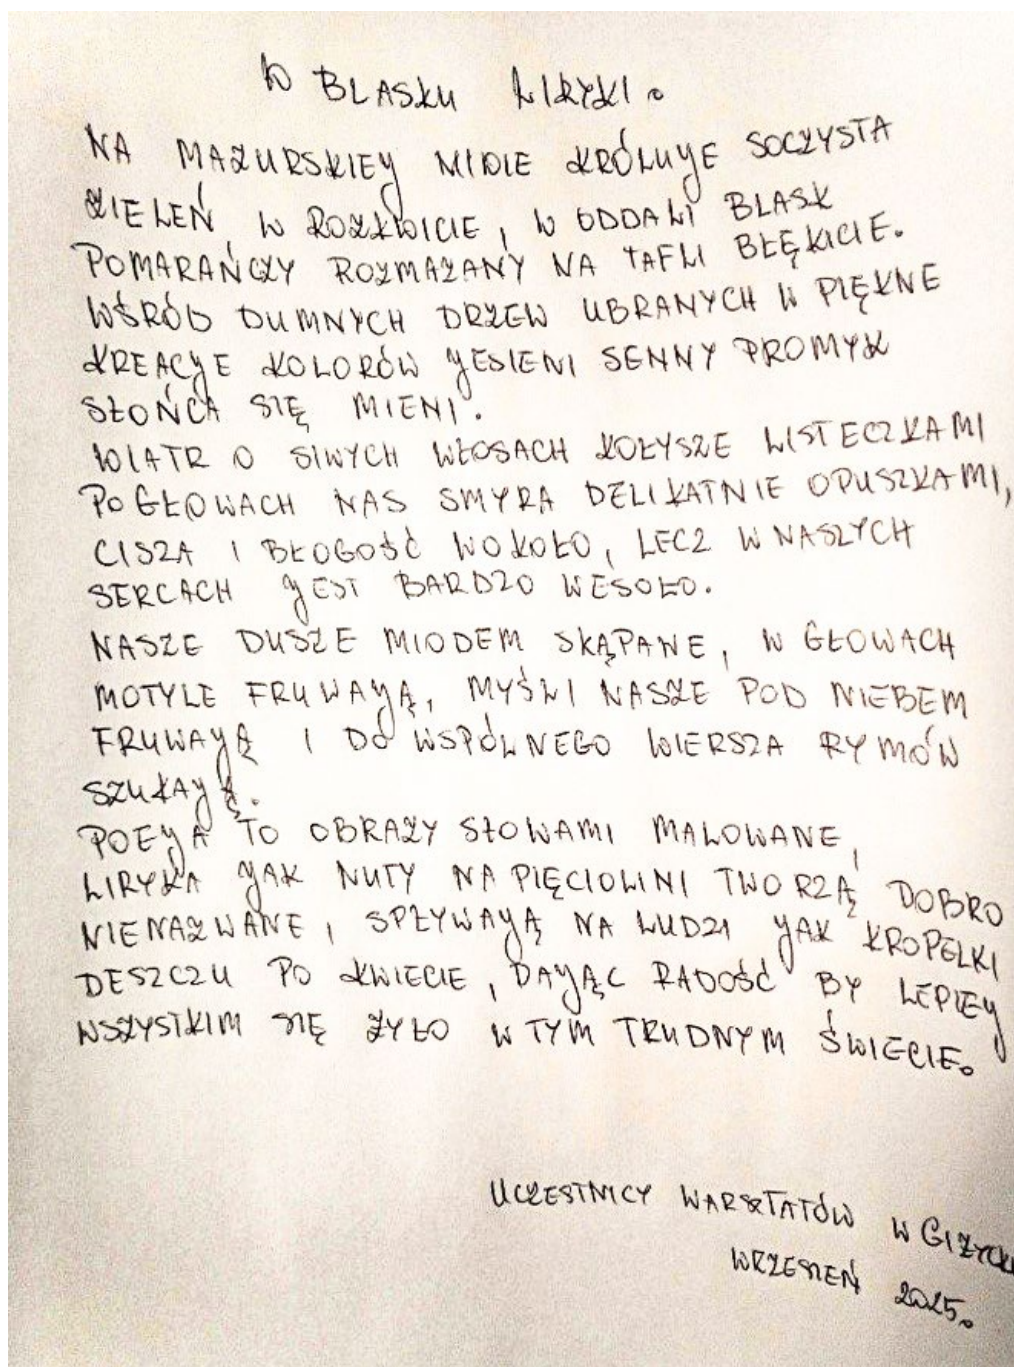 W BLASKU LIRYKI.
NA MAZURSKIEJ MIDIE KRÓLUJE SOCZYSTA
ZIELEŃ W ROZKWICIE, W ODDALI BLASK
POMARAŃCZY ROZMAZANY NA TAFLI BŁĘKICIE.
WŚRÓD DUMNYCH DRZEW UBRANYCH W PIĘKNE
KREACJE KOLORÓW JESIENI SENNY PROMYK
SŁOŃCA SIĘ MIENI.
WIATR O SIWYCH WŁOSACH KOŁYSZE LISTECZKAMI
PO GŁOWACH NAS SMYRA DELIKATNIE OPUSZKAMI,
CISZA I BŁOGOŚĆ WOKOŁO, LECZ W NASZYCH
SERCACH JEST BARDZO WESOŁO.
NASZE DUSZE MIODEM SKĄPANE, W GŁOWACH
MOTYLE FRUWAJĄ, MYŚLI NASZE POD NIEBEM
FRUWAJĄ I DO WSPÓLNEGO WIERSZA RYMÓW
SZUKAJĄ.
POEJA TO OBRAZY SŁOWAMI MALOWANE,
LIRYKA JAK NUTY NA PIĘCIOLINI TWORZĄ DOBRO
NIENAZWANE, SPŁYWAJĄ NA LUDZI JAK KROPELKI
DESZCZU PO KWIECIE, DAJĄC RADOŚĆ BY LEPIEJ
WSZYSTKIM SIĘ ŻYŁO W TYM TRUDNYM ŚWIECIE.
UCZESTNICY WARSZTATÓW W GIŻYCKU
WRZESIEŃ 2025.